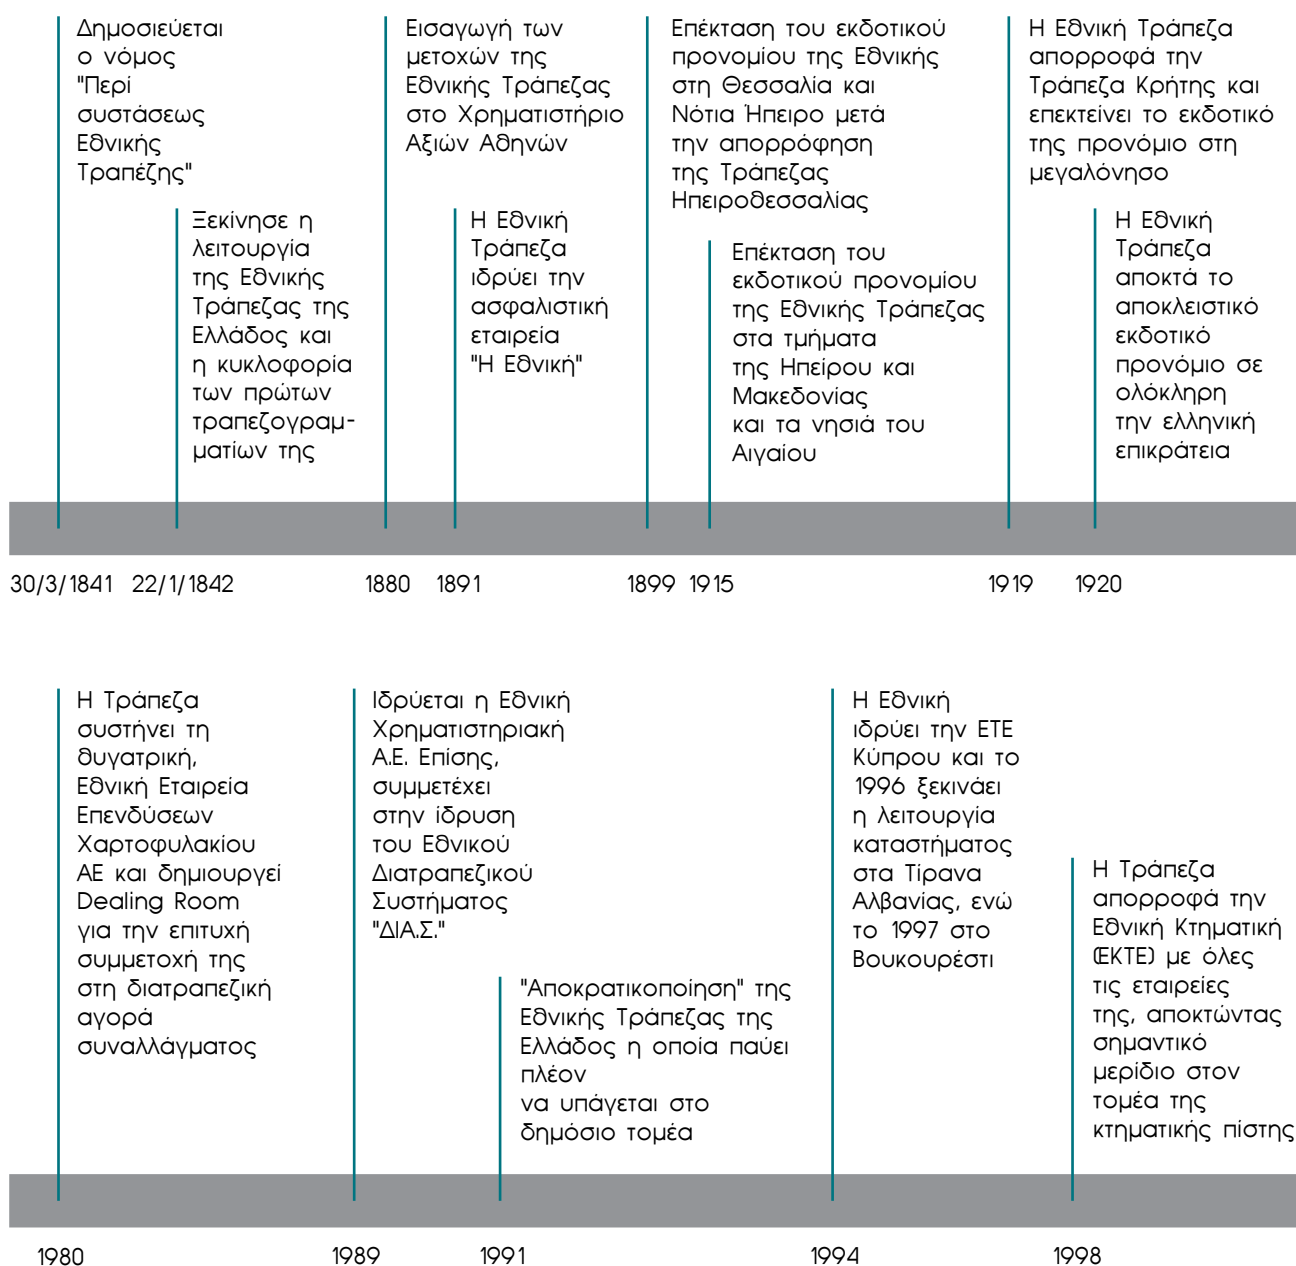 Δημοσιεύεται
ο νόμος
"Περί
συστάσεως
Εθνικής
Τραπέζης"
Ξεκίνησε η
λειτουργία
της Εθνικής
Τράπεζας της
Ελλάδος και
η κυκλοφορία
των πρώτων
τραπεζογραμ-
ματίων της
Εισαγωγή των
μετοχών της
Εθνικής Τράπεζας
στο Χρηματιστήριο
Αξιών Αθηνών
Η Εθνική
Τράπεζα
ιδρύει την
ασφαλιστική
εταιρεία
"Η Εθνική"
Επέκταση του εκδοτικού
προνομίου της Εθνικής
στη Θεσσαλία και
Νότια Ήπειρο μετά
την απορρόφηση
της Τράπεζας
Ηπειροθεσσαλίας
Επέκταση του
εκδοτικού προνομίου
της Εθνικής Τράπεζας
στα τμήματα
της Ηπείρου και
Μακεδονίας
και τα νησιά του
Αιγαίου
Η Εθνική Τράπεζα
απορροφά την
Τράπεζα Κρήτης και
επεκτείνει το εκδοτικό
της προνόμιο στη
μεγαλόνησο
Η Εθνική
Τράπεζα
αποκτά το
αποκλειστικό
εκδοτικό
προνόμιο σε
ολόκληρη
την ελληνική
επικράτεια
30/3/1841 22/1/1842 1880 1891 1899 1915 1919 1920
Η Τράπεζα
συστήνει τη
θυγατρική,
Εθνική Εταιρεία
Επενδύσεων
Χαρτοφυλακίου
ΑΕ και δημιουργεί
Dealing Room
για την επιτυχή
συμμετοχή της
στη διατραπεζική
αγορά
συναλλάγματος
Ιδρύεται η Εθνική
Χρηματιστηριακή
Α.Ε. Επίσης,
συμμετέχει
στην ίδρυση
του Εθνικού
Διατραπεζικού
Συστήματος
"ΔΙΑ.Σ."
"Αποκρατικοποίηση" της
Εθνικής Τράπεζας της
Ελλάδος η οποία παύει
πλέον
να υπάγεται στο
δημόσιο τομέα
Η Εθνική
ιδρύει την ΕΤΕ
Κύπρου και το
1996 ξεκινάει
η λειτουργία
καταστήματος
στα Τίρανα
Αλβανίας, ενώ
το 1997 στο
Βουκουρέστι
Η Τράπεζα
απορροφά την
Εθνική Κτηματική
(ΕΚΤΕ) με όλες
τις εταιρείες
της, αποκτώντας
σημαντικό
μερίδιο στον
τομέα της
κτηματικής πίστης
1980 1989 1991 1994 1998